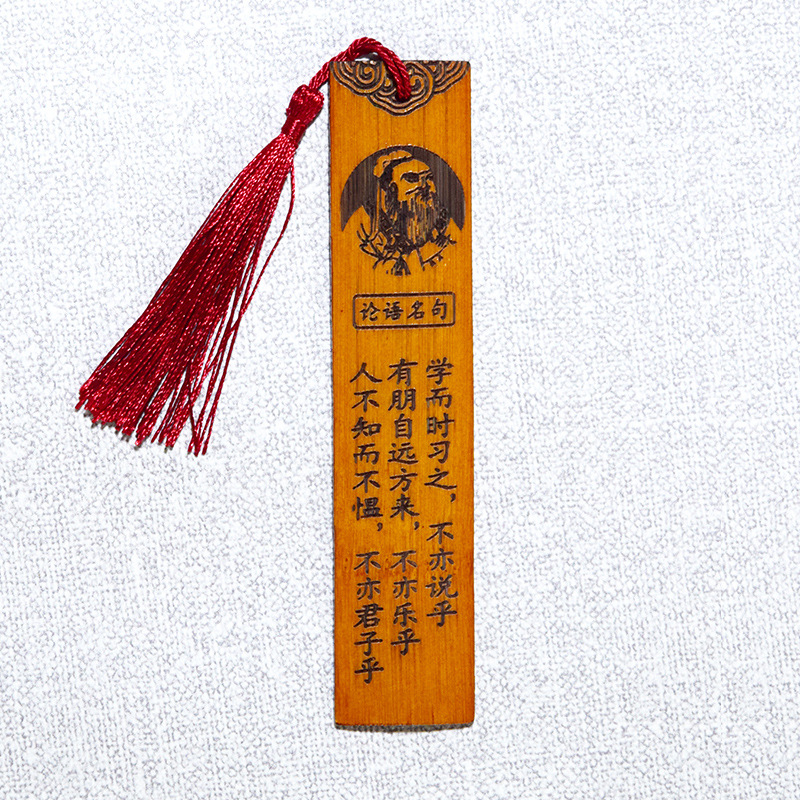 论语名句
学而时习之，不亦说乎
有朋自远方来，不亦乐乎
人不知而不愠，不亦君子乎